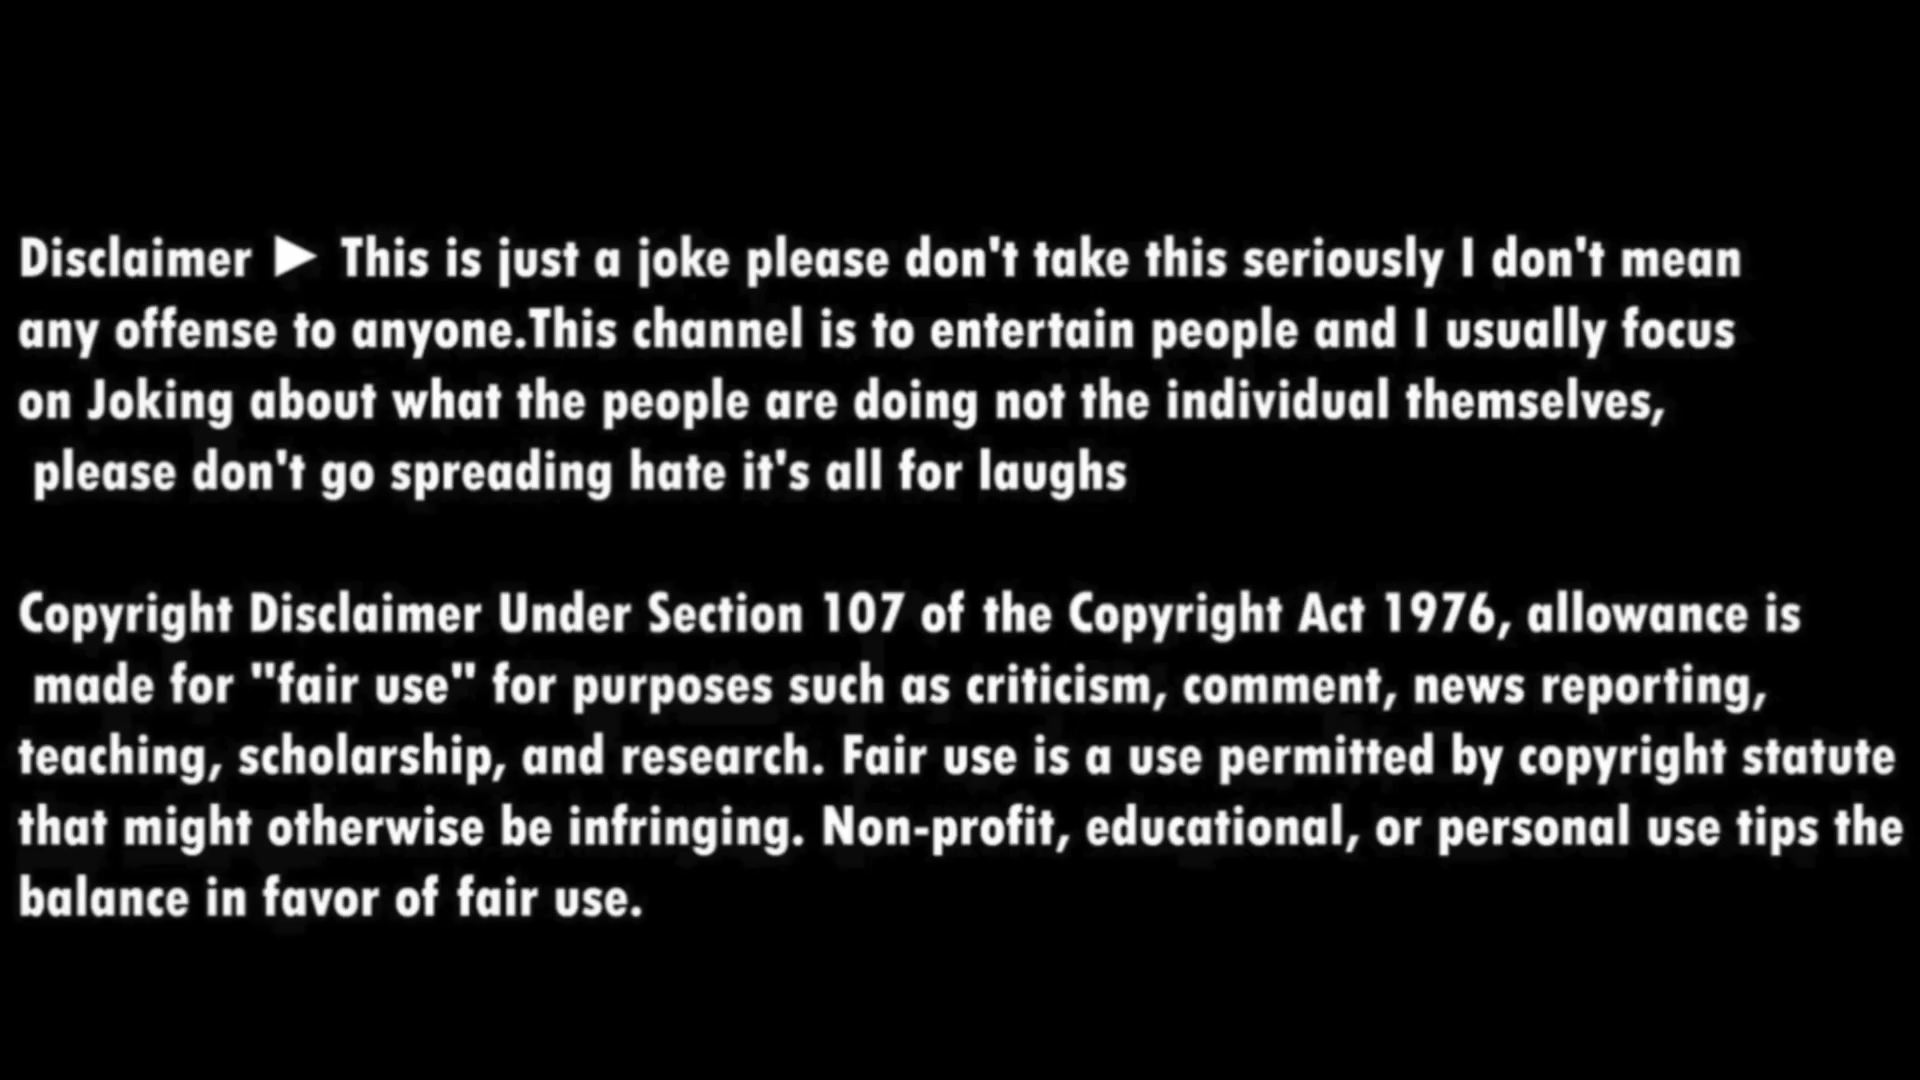 Disclaimer ► This is just a joke please don't take this seriously I don't mean
any offense to anyone.This channel is to entertain people and I usually focus
on Joking about what the people are doing not the individual themselves,
please don't go spreading hate it's all for laughs
Copyright Disclaimer Under Section 107 of the Copyright Act 1976, allowance is
made for "fair use" for purposes such as criticism, comment, news reporting,
teaching, scholarship, and research. Fair use is a use permitted by copyright statute
that might otherwise be infringing. Non-profit, educational, or personal use tips the
balance in favor of fair use.